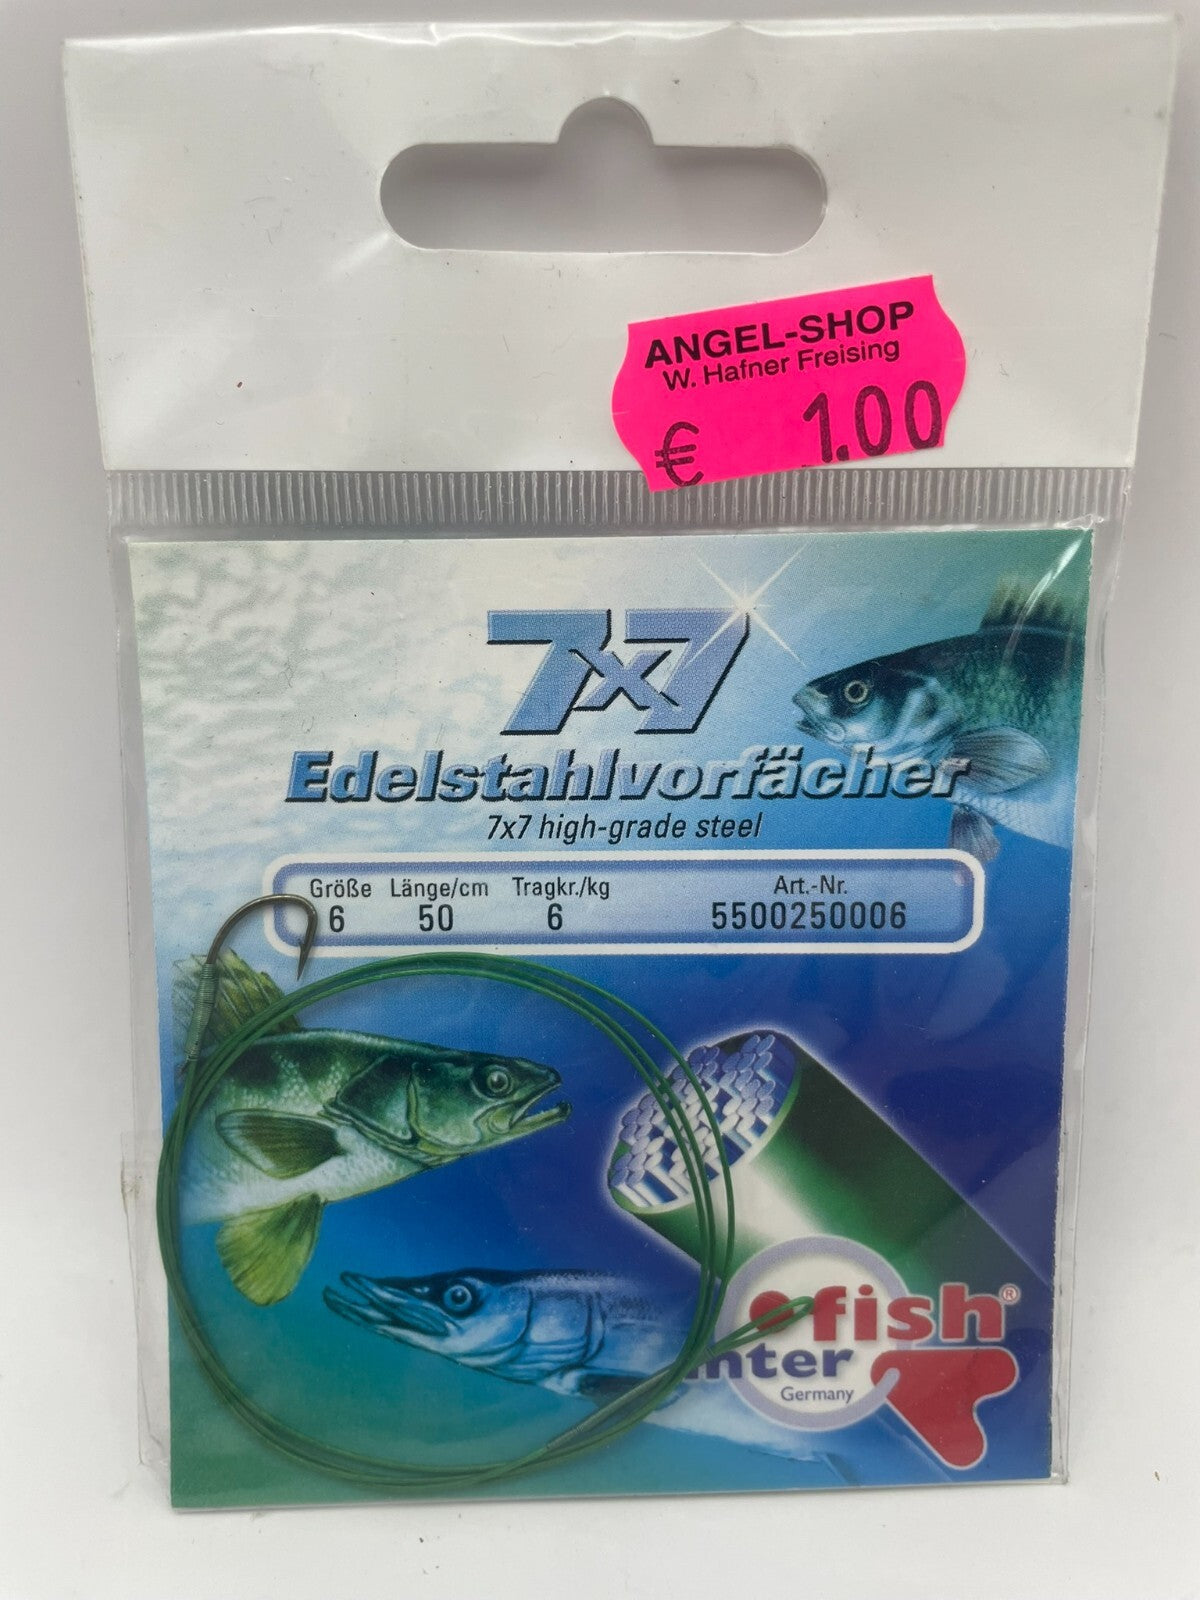 ANGEL-SHOP
W. Hafner Freising
€ 1.00
7x7
Edelstahlvorfächer
7x7 high-grade steel
Größe Länge/cm Tragkr./kg Art.-Nr.
6 50 6 5500250006
fish®
Germany